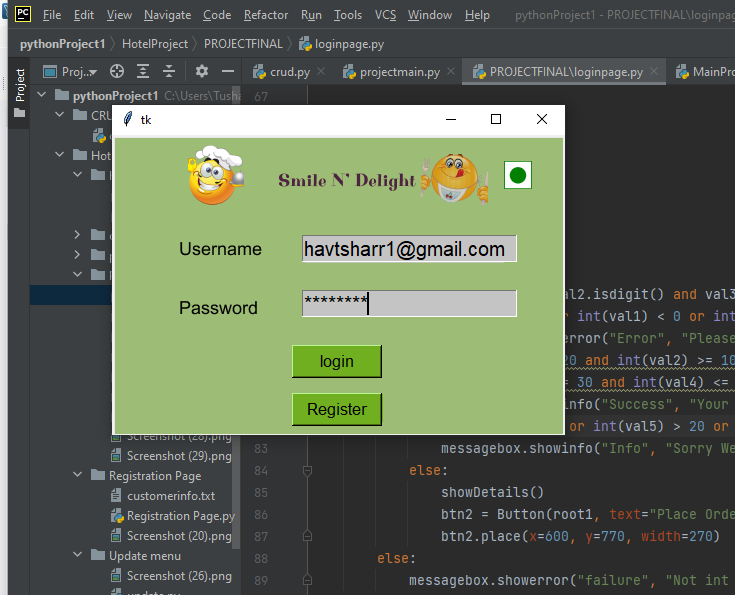 PC File Edit View Navigate Code Refactor Run Tools VCS Window Help pythonProject1 - PROJECTFINAL\loginpage
pythonProject1 HotelProject PROJECTFINAL loginpage.py
Project
Proj... crud.py projectmain.py PROJECTFINAL\loginpage.py MainPro
pythonProject1 C:\Users\Tusha 67
CRU
tk
Hot
Smile N' Delight
Username havtsharr1@gmail.com
Password ********
login
Register
al2.isdigit() and val3
or int(val1) < 0 or int
error("Error", "Please
20 and int(val2) >= 10
= 30 and int(val4) <=
info("Success", "Your
or int(val5) > 20 or
Screenshot (28).png
Screenshot (29).png 83 messagebox.showinfo("Info", "Sorry We
Registration Page 84 else:
customerinfo.txt 85 showDetails()
Registration Page.py 86 btn2 = Button(root1, text="Place Orde
Screenshot (20).png 87 btn2.place(x=600, y=770, width=270)
Update menu 88 else:
Screenshot (26).png 89 messagebox.showerror("failure", "Not int
update.py